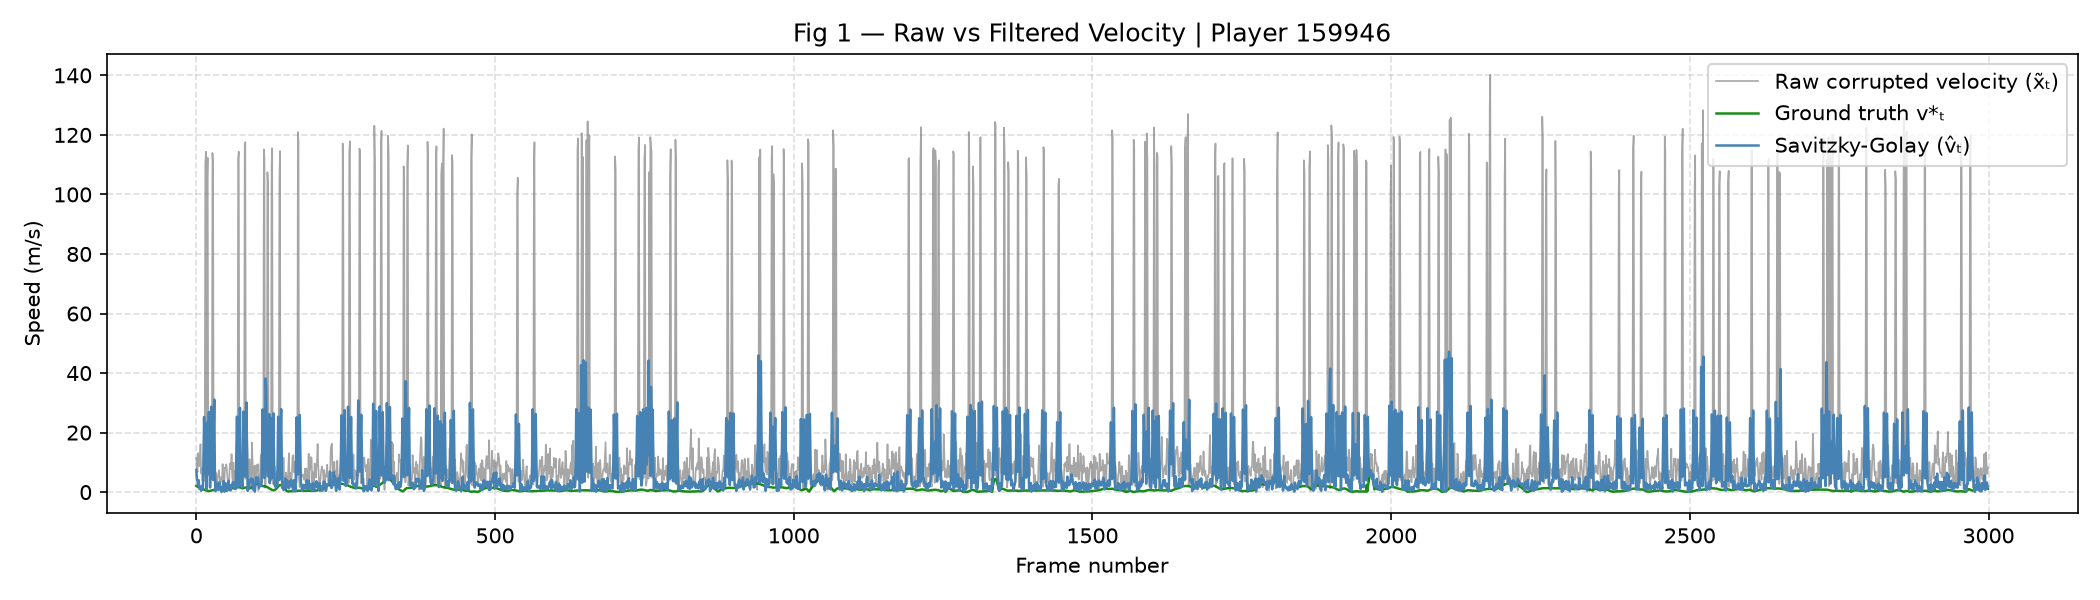 Fig 1 — Raw vs Filtered Velocity | Player 159946
Raw corrupted velocity (x̃ₜ)
Ground truth v*ₜ
Savitzky-Golay (v̂ₜ)
Speed (m/s)
140
120
100
80
60
40
20
0
0 500 1000 1500 2000 2500 3000
Frame number